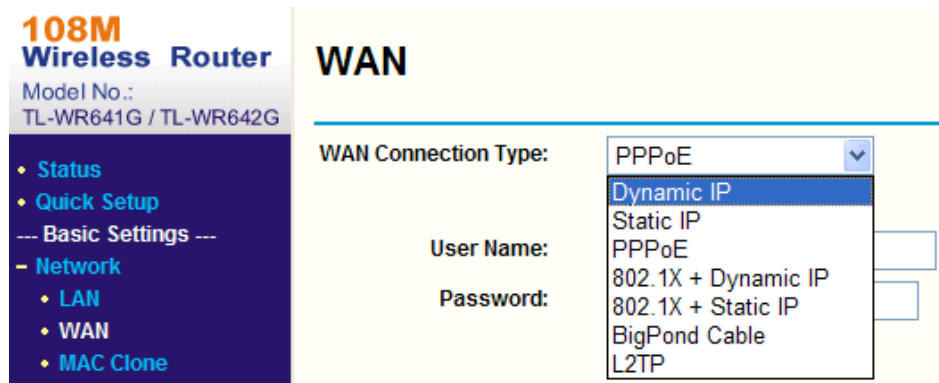 108M
Wireless Router
Model No.:
TL-WR641G / TL-WR642G
• Status
• Quick Setup
--- Basic Settings ---
– Network
• LAN
• WAN
• MAC Clone
WAN
WAN Connection Type:
PPPoE
Dynamic IP
Static IP
PPPoE
802.1X + Dynamic IP
802.1X + Static IP
BigPond Cable
L2TP
User Name:
Password: